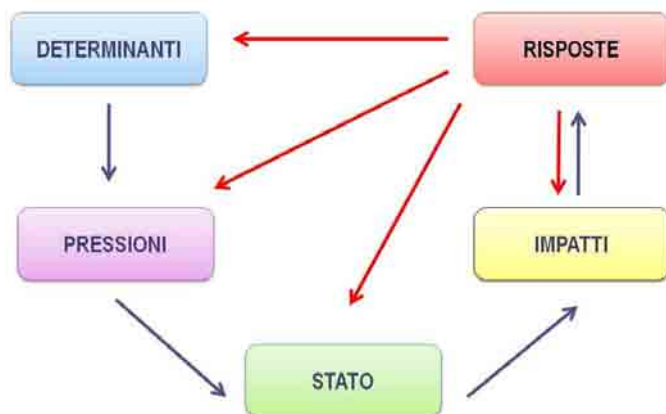 DETERMINANTI
RISPOSTE
PRESSIONI
IMPATTI
STATO